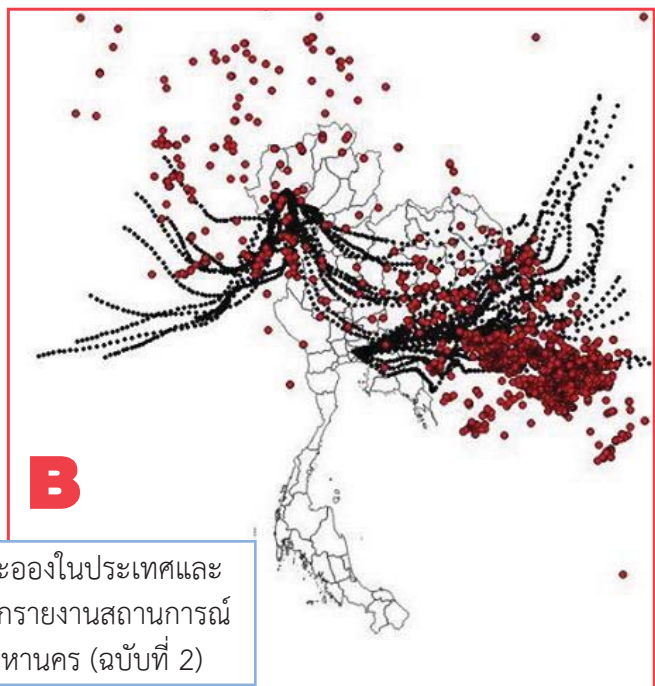 B
ะอองในประเทศและ
กรายงานสถานการณ์
หานคร (ฉบับที่ 2)